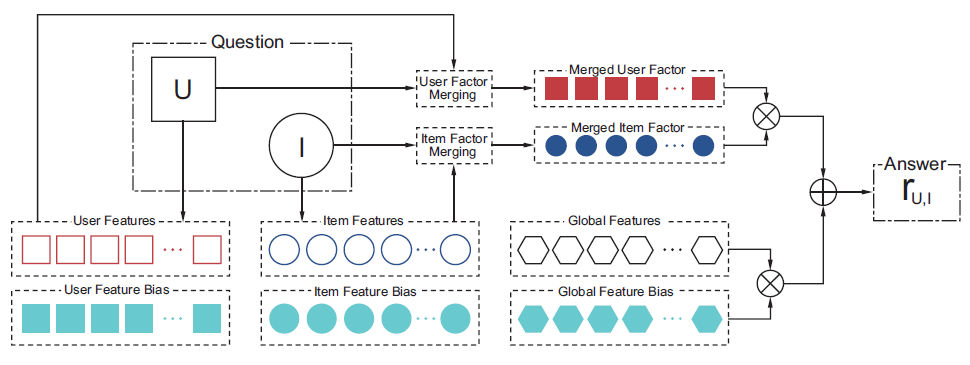 Question
U
I
User Factor
Merging
Item Factor
Merging
Merged User Factor
Merged Item Factor
Answer
rU,I
User Features
Item Features
Global Features
User Feature Bias
Item Feature Bias
Global Feature Bias